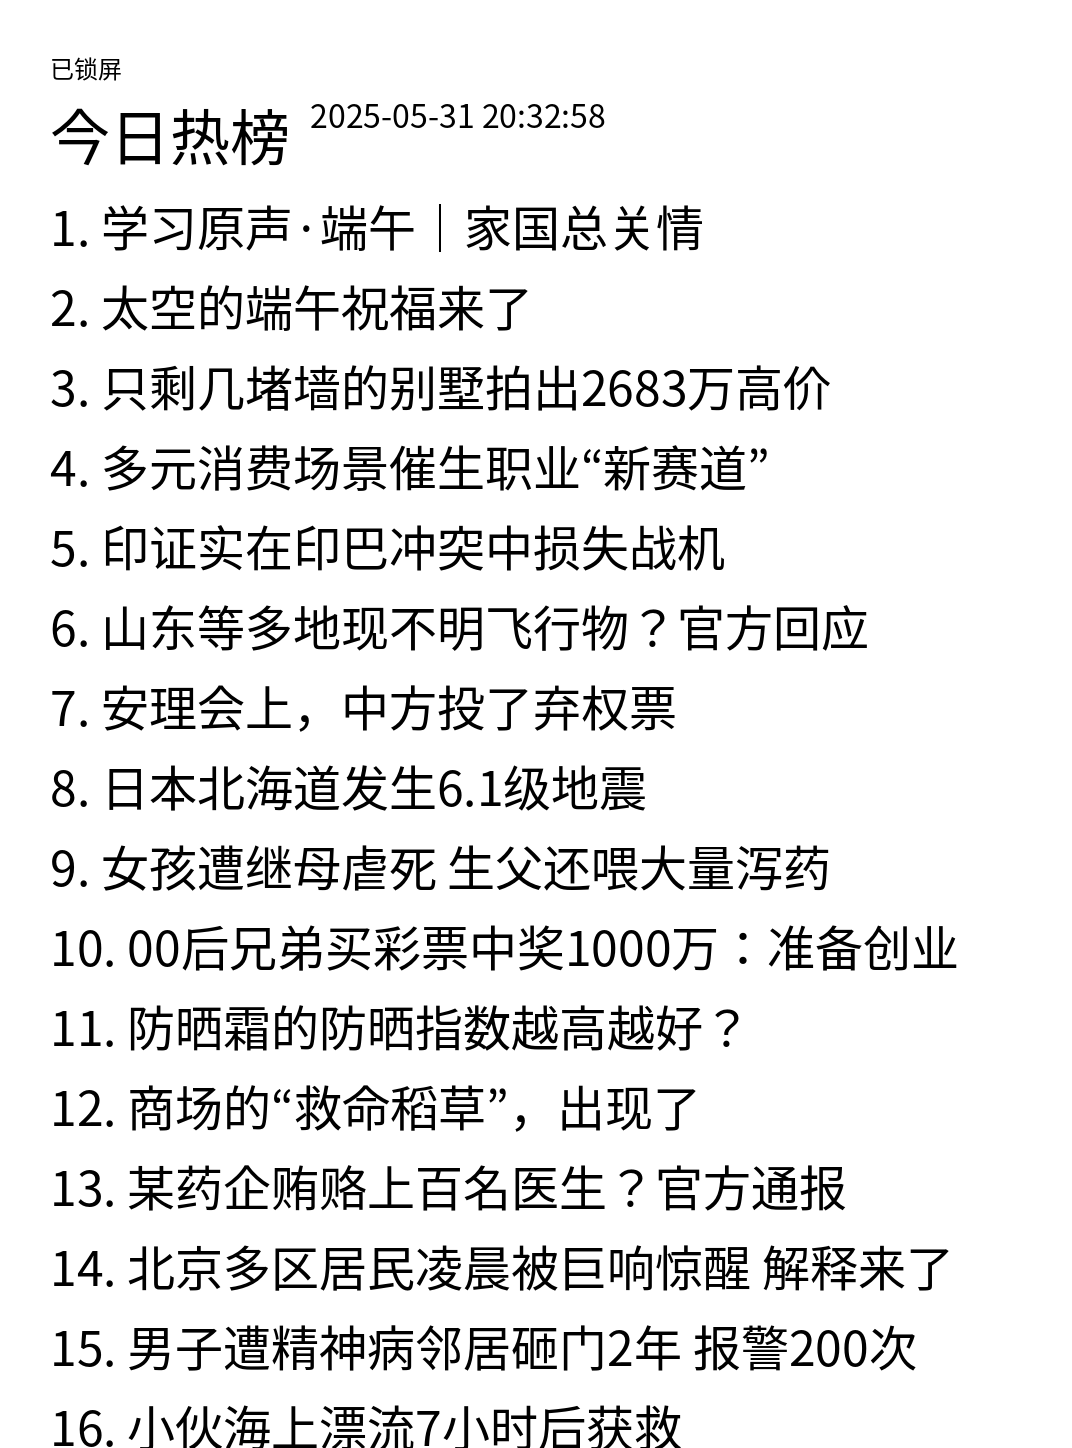 已锁屏
今日热榜 2025-05-31 20:32:58
1. 学习原声·端午｜家国总关情
2. 太空的端午祝福来了
3. 只剩几堵墙的别墅拍出2683万高价
4. 多元消费场景催生职业“新赛道”
5. 印证实在印巴冲突中损失战机
6. 山东等多地现不明飞行物？官方回应
7. 安理会上，中方投了弃权票
8. 日本北海道发生6.1级地震
9. 女孩遭继母虐死 生父还喂大量泻药
10. 00后兄弟买彩票中奖1000万：准备创业
11. 防晒霜的防晒指数越高越好？
12. 商场的“救命稻草”，出现了
13. 某药企贿赂上百名医生？官方通报
14. 北京多区居民凌晨被巨响惊醒 解释来了
15. 男子遭精神病邻居砸门2年 报警200次
16. 小伙海上漂流7小时后获救